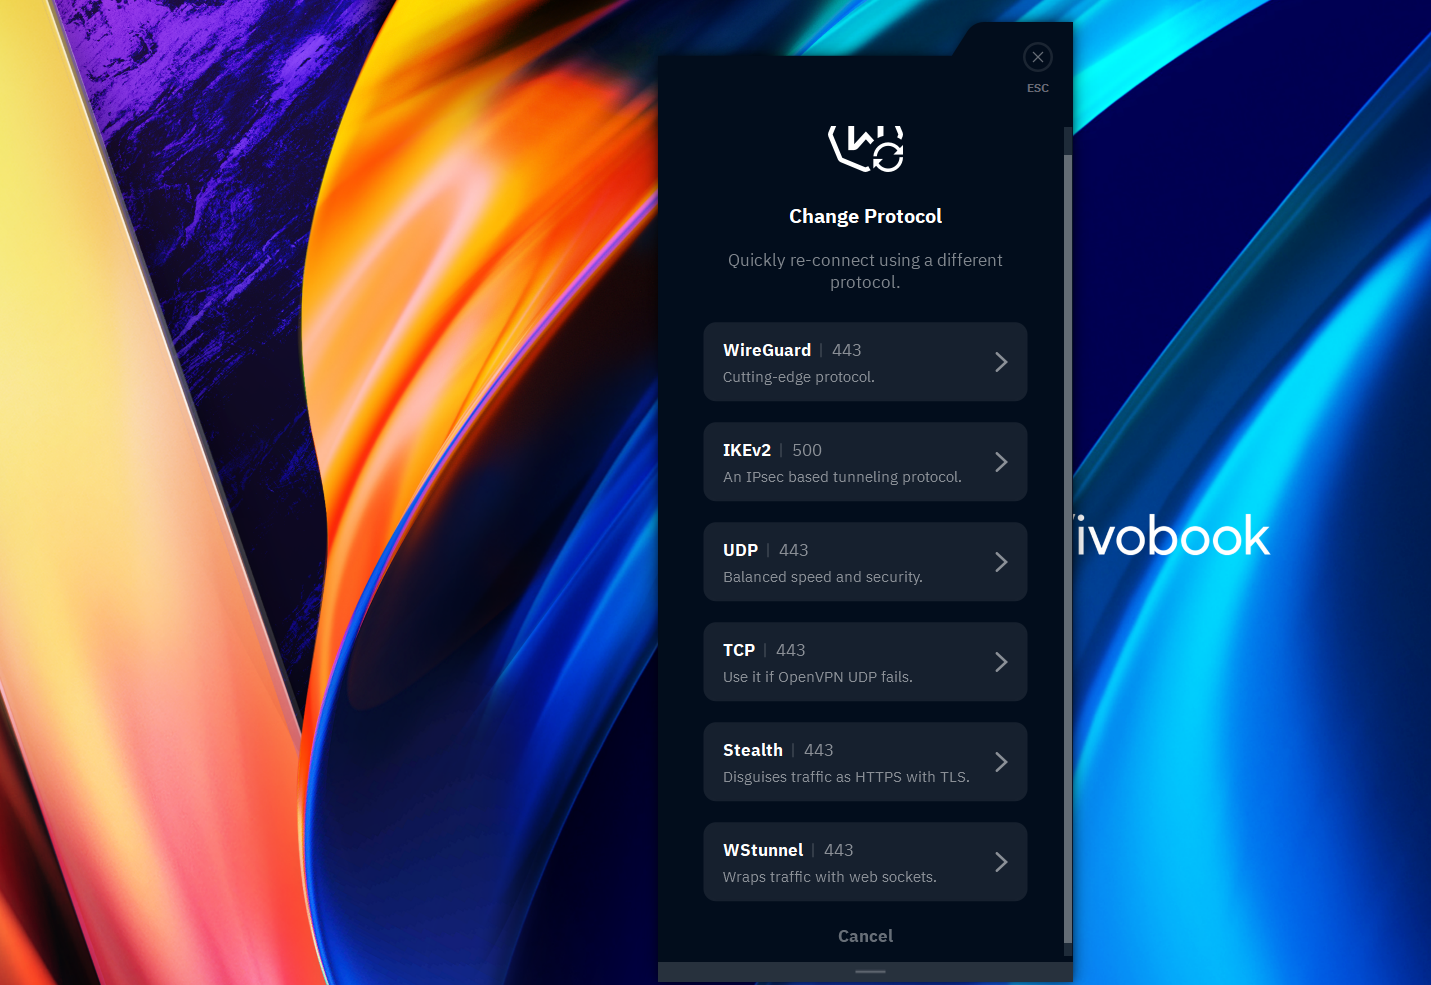 ESC
Change Protocol
Quickly re-connect using a different
protocol.
WireGuard | 443
Cutting-edge protocol.
IKEv2 | 500
An IPsec based tunneling protocol.
UDP | 443
Balanced speed and security.
TCP | 443
Use it if OpenVPN UDP fails.
ivobook
Stealth | 443
Disguises traffic as HTTPS with TLS.
WStunnel | 443
Wraps traffic with web sockets.
Cancel